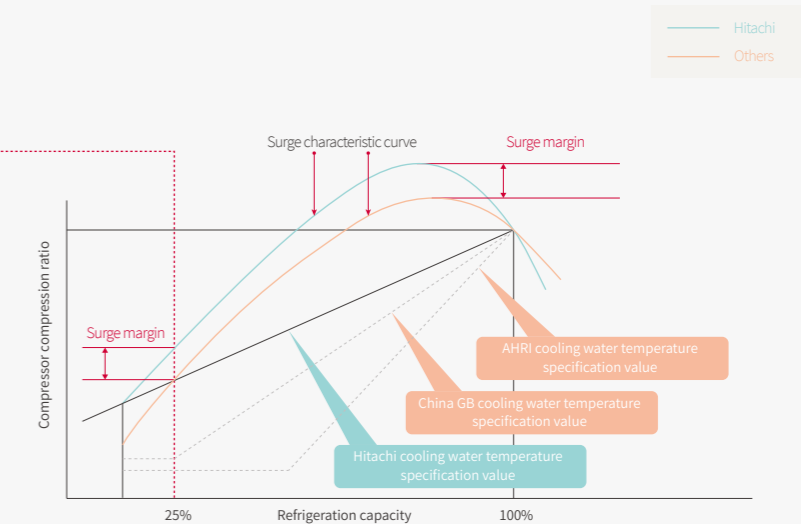 Hitachi
Others
Surge characteristic curve
Surge margin
Compressor compression ratio
Surge margin
AHRI cooling water temperature
specification value
China GB cooling water temperature
specification value
Hitachi cooling water temperature
specification value
25%
Refrigeration capacity
100%